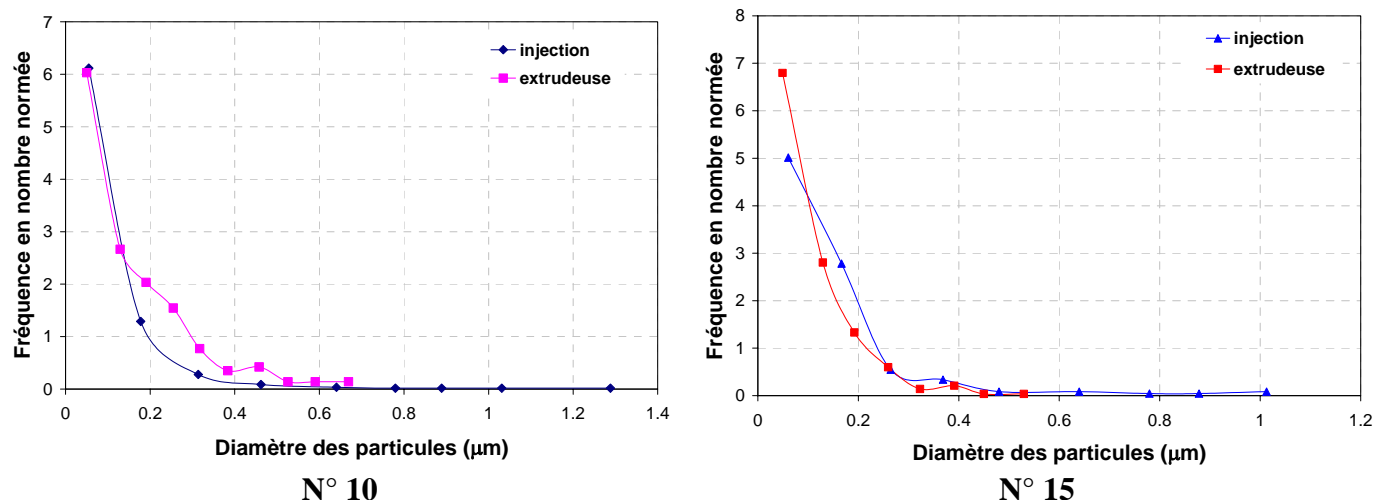 7
6
5
4
3
2
1
0
0 0.2 0.4 0.6 0.8 1 1.2 1.4
Fréquence en nombre normée
Diamètre des particules (μm)
injection
extrudeuse
N° 10
8
7
6
5
4
3
2
1
0
0 0.2 0.4 0.6 0.8 1 1.2
Fréquence en nombre normée
Diamètre des particules (μm)
injection
extrudeuse
N° 15